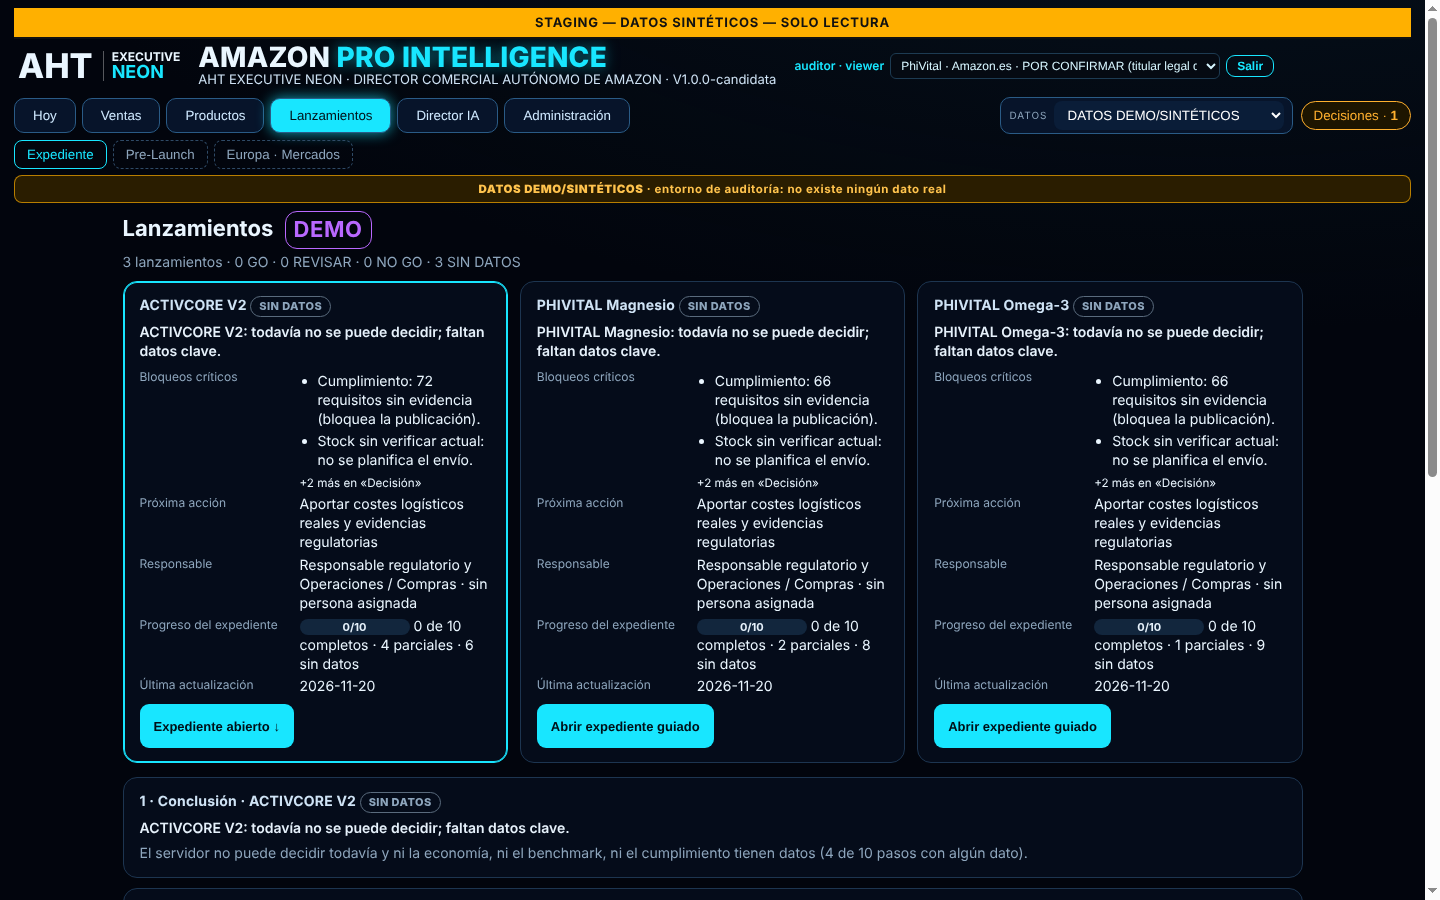 STAGING — DATOS SINTÉTICOS — SOLO LECTURA
AHT
EXECUTIVE
NEON
AMAZON PRO INTELLIGENCE
AHT EXECUTIVE NEON · DIRECTOR COMERCIAL AUTÓNOMO DE AMAZON · V1.0.0-candidata
auditor · viewer
PhiVital · Amazon.es · POR CONFIRMAR (titular legal c
Salir
Hoy
Ventas
Productos
Lanzamientos
Director IA
Administración
DATOS
DATOS DEMO/SINTÉTICOS
Decisiones · 1
Expediente
Pre-Launch
Europa · Mercados
DATOS DEMO/SINTÉTICOS · entorno de auditoría: no existe ningún dato real
Lanzamientos DEMO
3 lanzamientos · 0 GO · 0 REVISAR · 0 NO GO · 3 SIN DATOS
ACTIVCORE V2 SIN DATOS
ACTIVCORE V2: todavía no se puede decidir; faltan
datos clave.
Bloqueos críticos
• Cumplimiento: 72
requisitos sin evidencia
(bloquea la publicación).
• Stock sin verificar actual:
no se planifica el envío.
+2 más en «Decisión»
Próxima acción
Aportar costes logísticos
reales y evidencias
regulatorias
Responsable
Responsable regulatorio y
Operaciones / Compras · sin
persona asignada
Progreso del expediente
0/10 0 de 10
completos · 4 parciales · 6
sin datos
Última actualización
2026-11-20
Expediente abierto ↓
PHIVITAL Magnesio SIN DATOS
PHIVITAL Magnesio: todavía no se puede decidir;
faltan datos clave.
Bloqueos críticos
• Cumplimiento: 66
requisitos sin evidencia
(bloquea la publicación).
• Stock sin verificar actual:
no se planifica el envío.
+2 más en «Decisión»
Próxima acción
Aportar costes logísticos
reales y evidencias
regulatorias
Responsable
Responsable regulatorio y
Operaciones / Compras · sin
persona asignada
Progreso del expediente
0/10 0 de 10
completos · 2 parciales · 8
sin datos
Última actualización
2026-11-20
Abrir expediente guiado
PHIVITAL Omega-3 SIN DATOS
PHIVITAL Omega-3: todavía no se puede decidir;
faltan datos clave.
Bloqueos críticos
• Cumplimiento: 66
requisitos sin evidencia
(bloquea la publicación).
• Stock sin verificar actual:
no se planifica el envío.
+2 más en «Decisión»
Próxima acción
Aportar costes logísticos
reales y evidencias
regulatorias
Responsable
Responsable regulatorio y
Operaciones / Compras · sin
persona asignada
Progreso del expediente
0/10 0 de 10
completos · 1 parciales · 9
sin datos
Última actualización
2026-11-20
Abrir expediente guiado
1 · Conclusión · ACTIVCORE V2 SIN DATOS
ACTIVCORE V2: todavía no se puede decidir; faltan datos clave.
El servidor no puede decidir todavía y ni la economía, ni el benchmark, ni el cumplimiento tienen datos (4 de 10 pasos con algún dato).